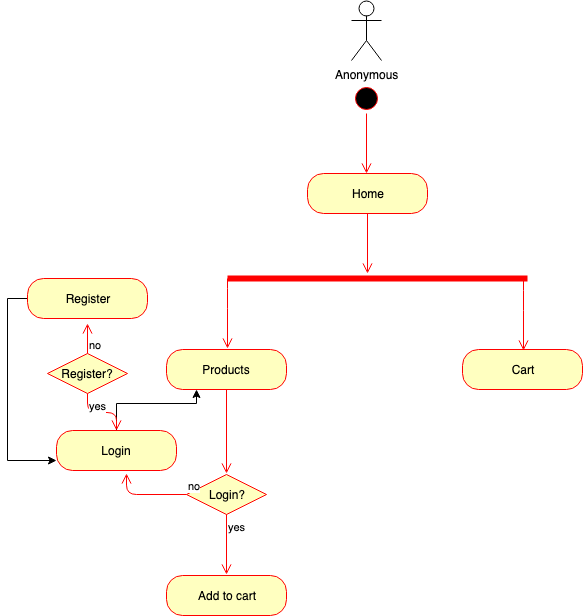 Anonymous
Home
Register
no
Register?
Products
Cart
yes
Login
no
Login?
yes
Add to cart